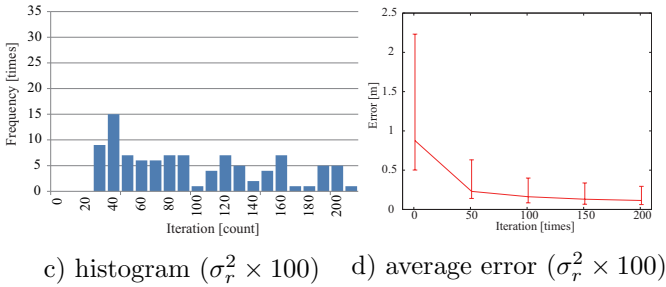 35
30
25
20
15
10
5
0
Frequency [times]
0 20 40 60 80 100 120 140 160 180 200
Iteration [count]
c) histogram (σ_r^2 × 100)
2.5
2
1.5
1
0.5
0
Error [m]
0 50 100 150 200
Iteration [times]
d) average error (σ_r^2 × 100)